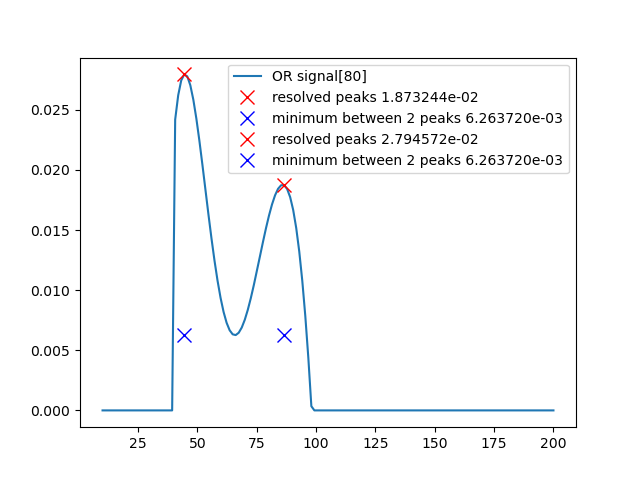 OR signal[80]
resolved peaks 1.873244e-02
minimum between 2 peaks 6.263720e-03
resolved peaks 2.794572e-02
minimum between 2 peaks 6.263720e-03
0.025
0.020
0.015
0.010
0.005
0.000
25 50 75 100 125 150 175 200